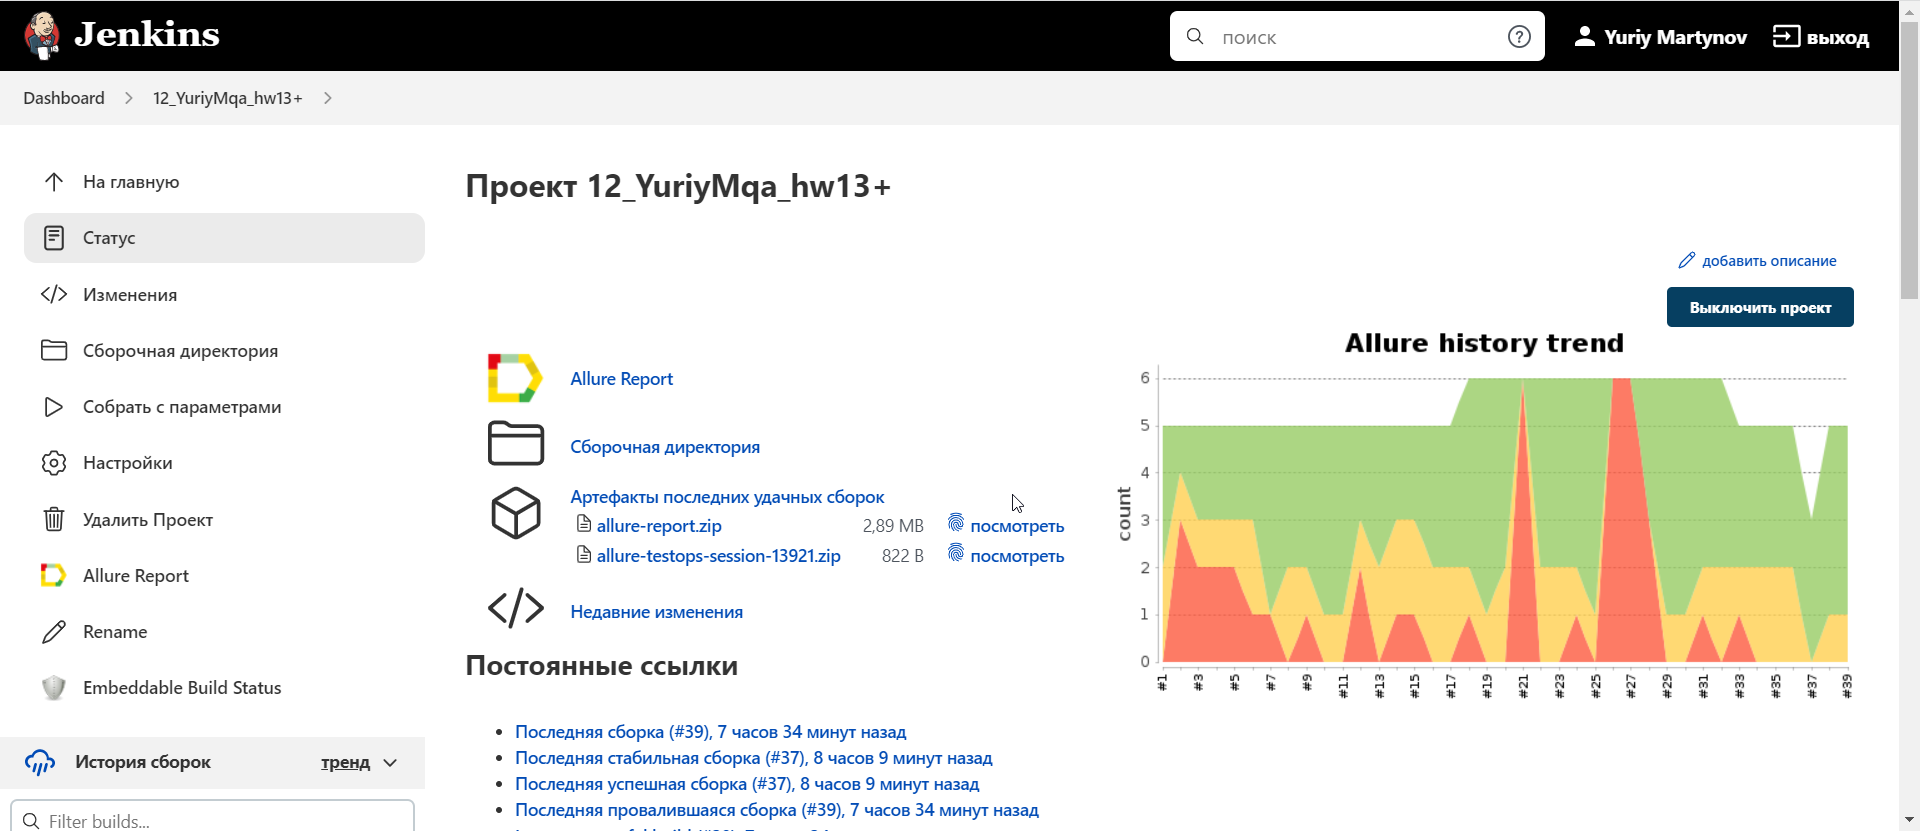 Jenkins
поиск
Yuriy Martynov
выход
Dashboard
12_YuriyMqa_hw13+
На главную
Статус
Изменения
Сборочная директория
Собрать с параметрами
Настройки
Удалить Проект
Allure Report
Rename
Embeddable Build Status
История сборок
тренд
Filter builds...
Проект 12_YuriyMqa_hw13+
добавить описание
Выключить проект
Allure Report
Сборочная директория
Артефакты последних удачных сборок
allure-report.zip 2,89 MB посмотреть
allure-testops-session-13921.zip 822 B посмотреть
Недавние изменения
Постоянные ссылки
Последняя сборка (#39), 7 часов 34 минут назад
Последняя стабильная сборка (#37), 8 часов 9 минут назад
Последняя успешная сборка (#37), 8 часов 9 минут назад
Последняя провалившаяся сборка (#39), 7 часов 34 минут назад
Allure history trend
count
6
5
4
3
2
1
0
#1 #3 #5 #7 #9 #11 #13 #15 #17 #19 #21 #23 #25 #27 #29 #31 #33 #35 #37 #39